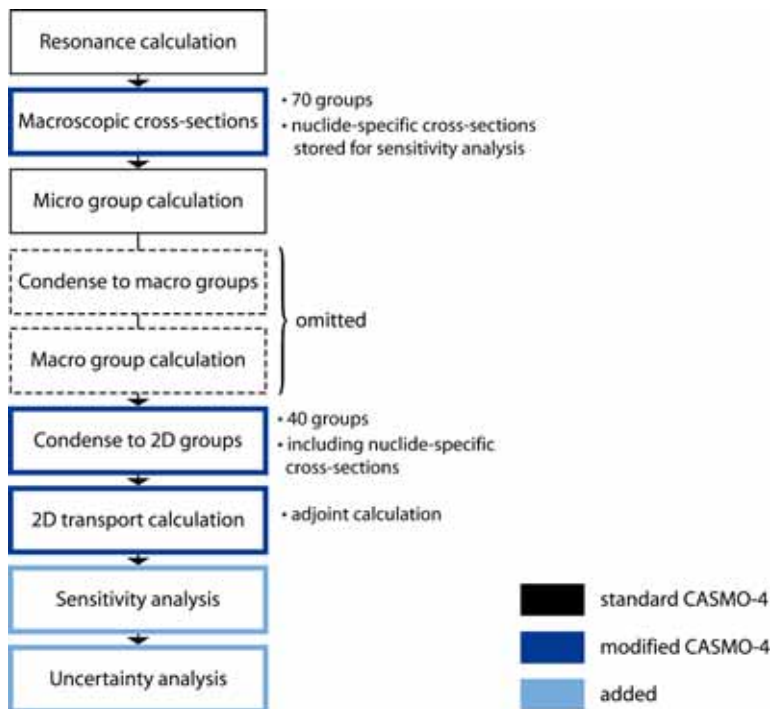 Resonance calculation
Macroscopic cross-sections
• 70 groups
• nuclide-specific cross-sections
stored for sensitivity analysis
Micro group calculation
Condense to macro groups
Macro group calculation
omitted
Condense to 2D groups
• 40 groups
• including nuclide-specific
cross-sections
2D transport calculation
• adjoint calculation
Sensitivity analysis
Uncertainty analysis
standard CASMO-4
modified CASMO-4
added